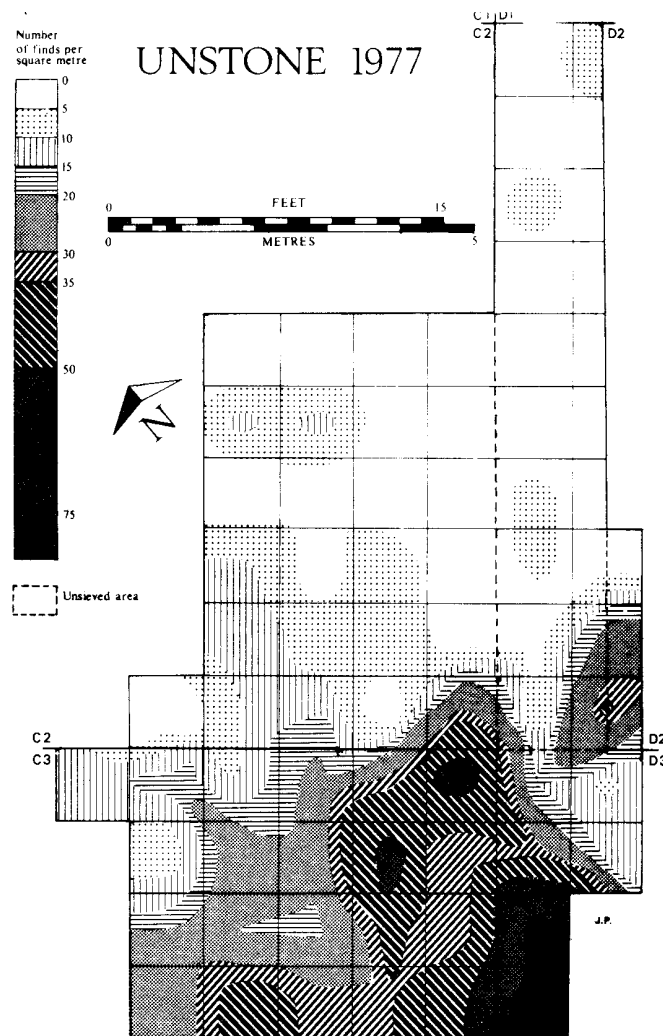 C1 D1
C2 D2
Number
of finds per
square metre
UNSTONE 1977
0
5
10
15
20
30
35
50
75
FEET
0 15
METRES
0 5
N
Unsieved area
C2 D2
C3 D3
J.P.